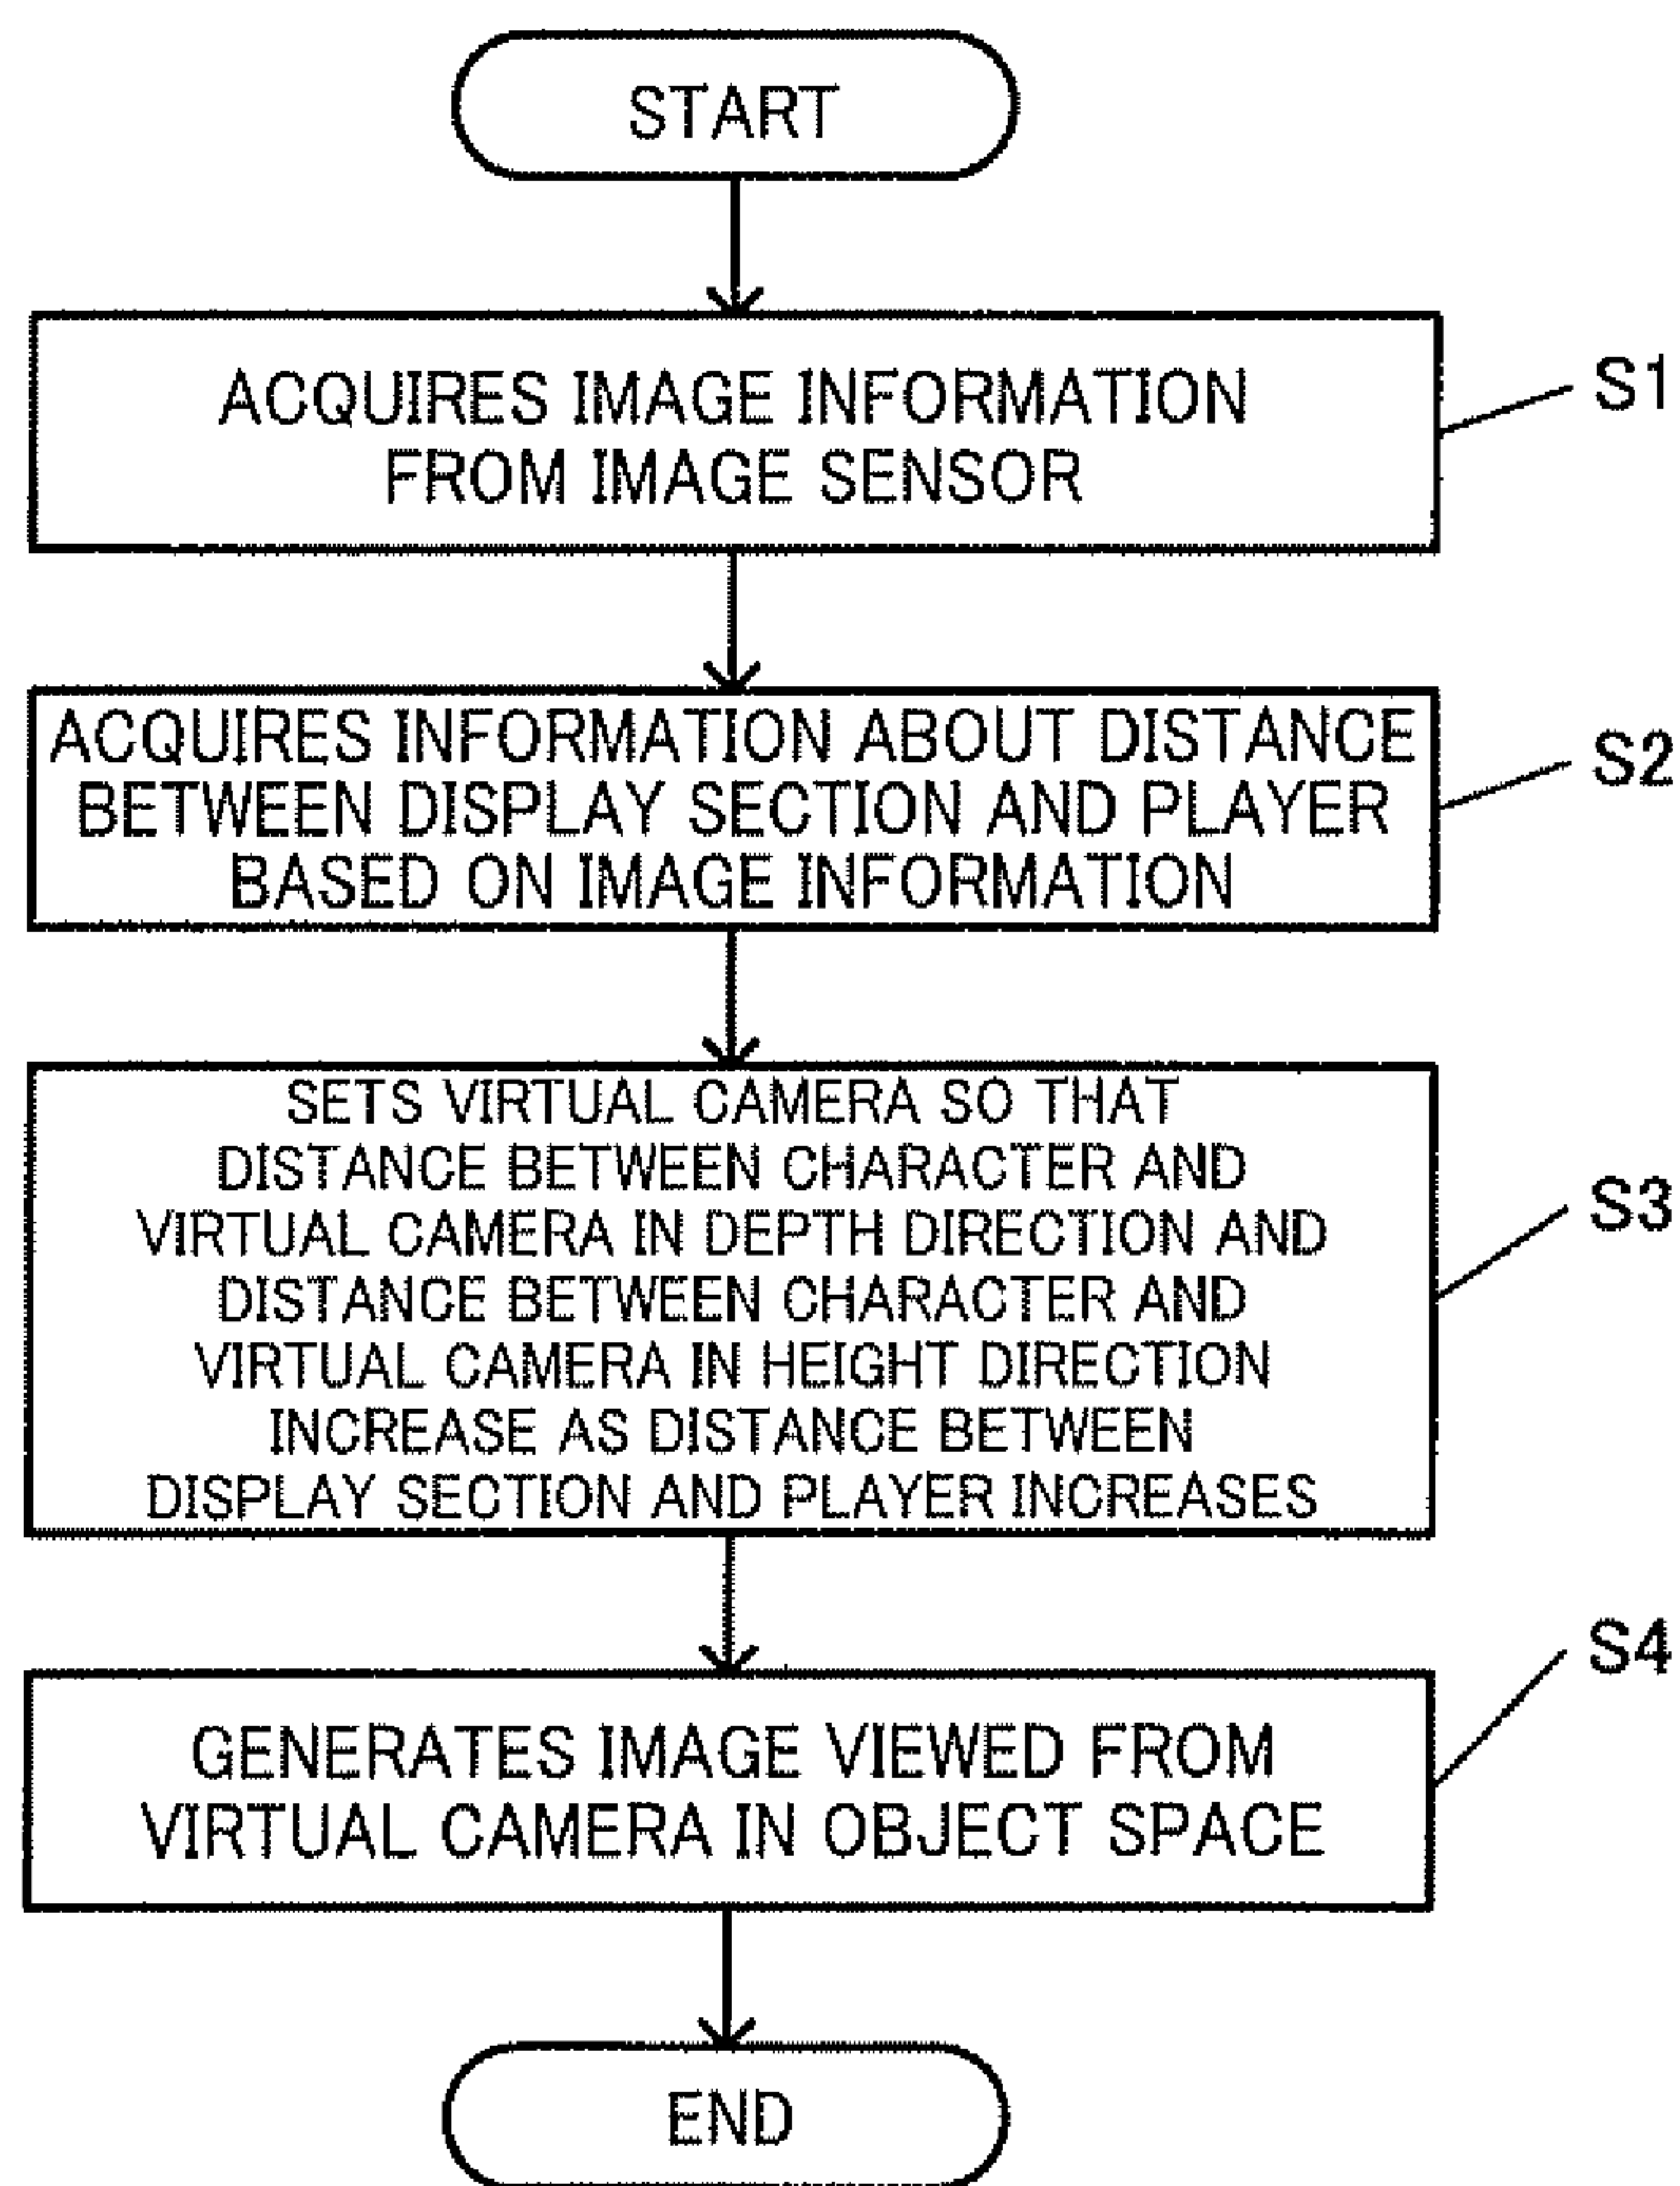 START
ACQUIRES IMAGE INFORMATION
FROM IMAGE SENSOR
S1
ACQUIRES INFORMATION ABOUT DISTANCE
BETWEEN DISPLAY SECTION AND PLAYER
BASED ON IMAGE INFORMATION
S2
SETS VIRTUAL CAMERA SO THAT
DISTANCE BETWEEN CHARACTER AND
VIRTUAL CAMERA IN DEPTH DIRECTION AND
DISTANCE BETWEEN CHARACTER AND
VIRTUAL CAMERA IN HEIGHT DIRECTION
INCREASE AS DISTANCE BETWEEN
DISPLAY SECTION AND PLAYER INCREASES
S3
GENERATES IMAGE VIEWED FROM
VIRTUAL CAMERA IN OBJECT SPACE
S4
END